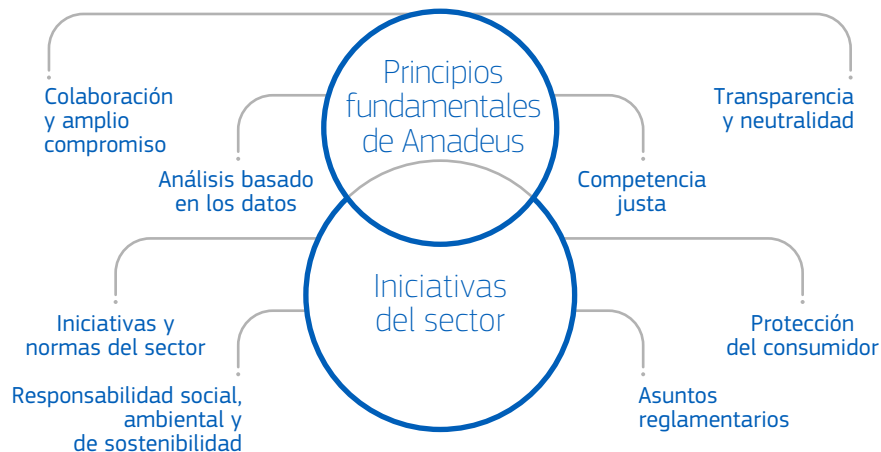 Principios
fundamentales
de Amadeus
Colaboración
y amplio
compromiso
Transparencia
y neutralidad
Análisis basado
en los datos
Competencia
justa
Iniciativas
del sector
Iniciativas y
normas del sector
Protección
del consumidor
Responsabilidad social,
ambiental y
de sostenibilidad
Asuntos
reglamentarios